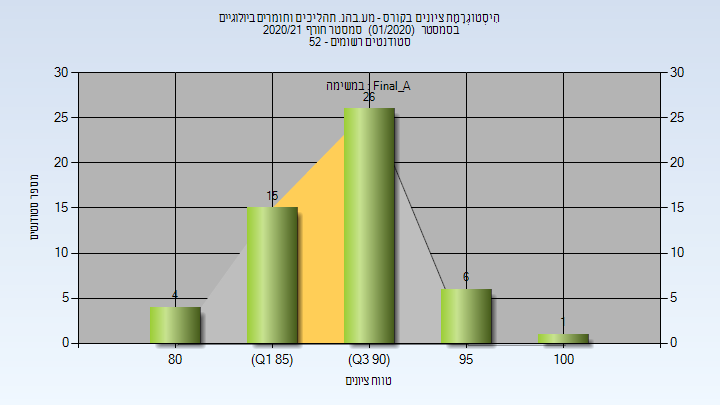 היסטוגרמת ציונים בקורס - מע.בהנ. תהליכים וחומרים ביולוגיים
בסמסטר (01/2020) סמסטר חורף 2020/21
סטודנטים רשומים - 52
במשימה : Final_A
30 30
25 25
20 20
15 15
10 10
5 5
0 0
4
15
26
6
1
80 (Q1 85) (Q3 90) 95 100
מספר סטודנטים
טווח ציונים